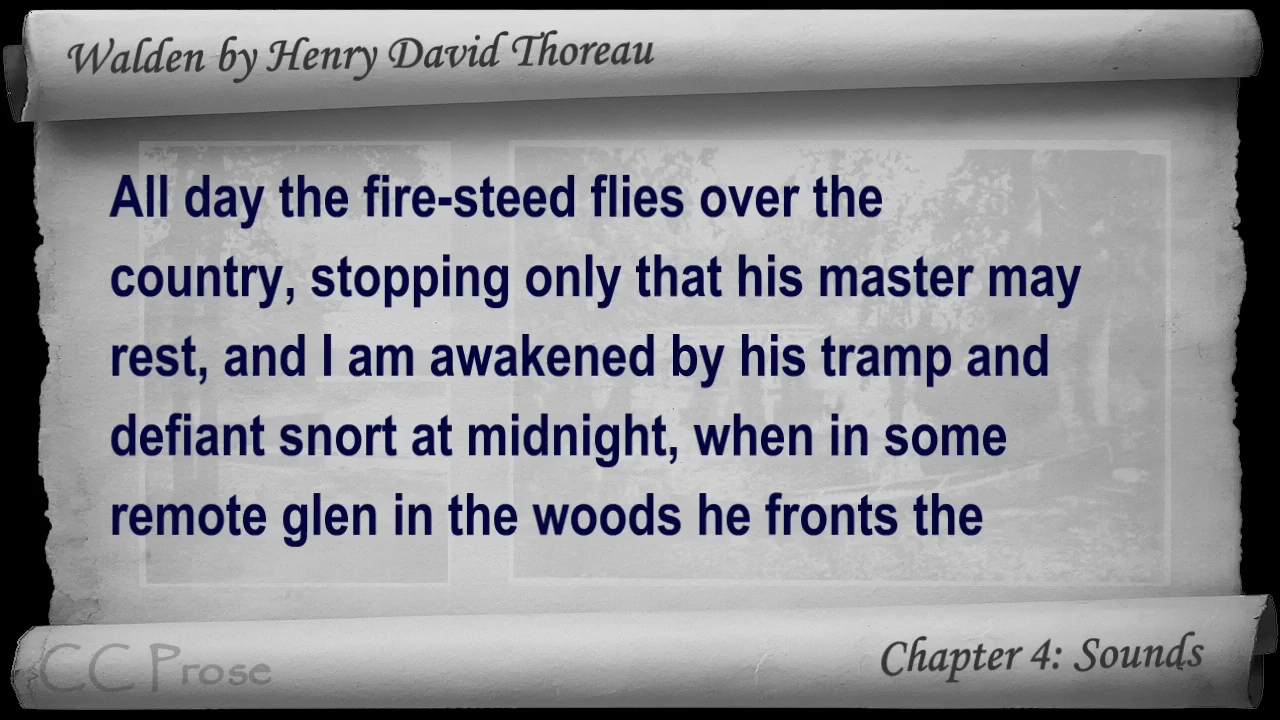 Walden by Henry David Thoreau
All day the fire-steed flies over the
country, stopping only that his master may
rest, and I am awakened by his tramp and
defiant snort at midnight, when in some
remote glen in the woods he fronts the
CC Prose
Chapter 4: Sounds